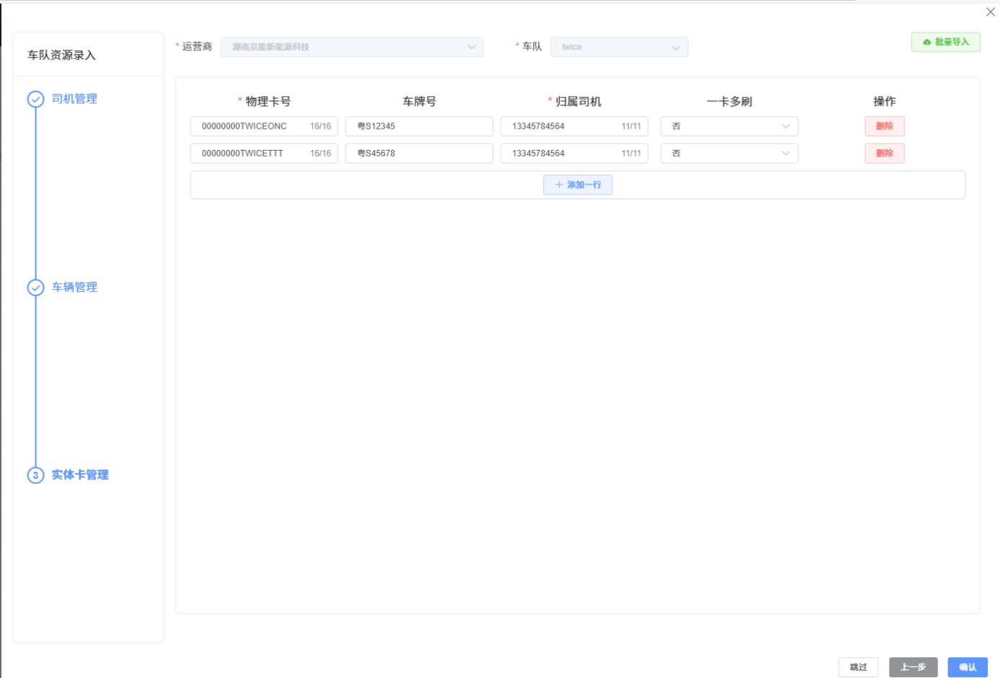 车队资源录入
* 运营商 湖南京能新能源科技 * 车队 twice 批量导入
司机管理
* 物理卡号 车牌号 * 归属司机 一卡多刷 操作
00000000TWICEONC 16/16 粤S12345 13345784564 11/11 否 删除
00000000TWICETTT 16/16 粤S45678 13345784564 11/11 否 删除
+ 添加一行
车辆管理
3 实体卡管理
跳过 上一步 确认